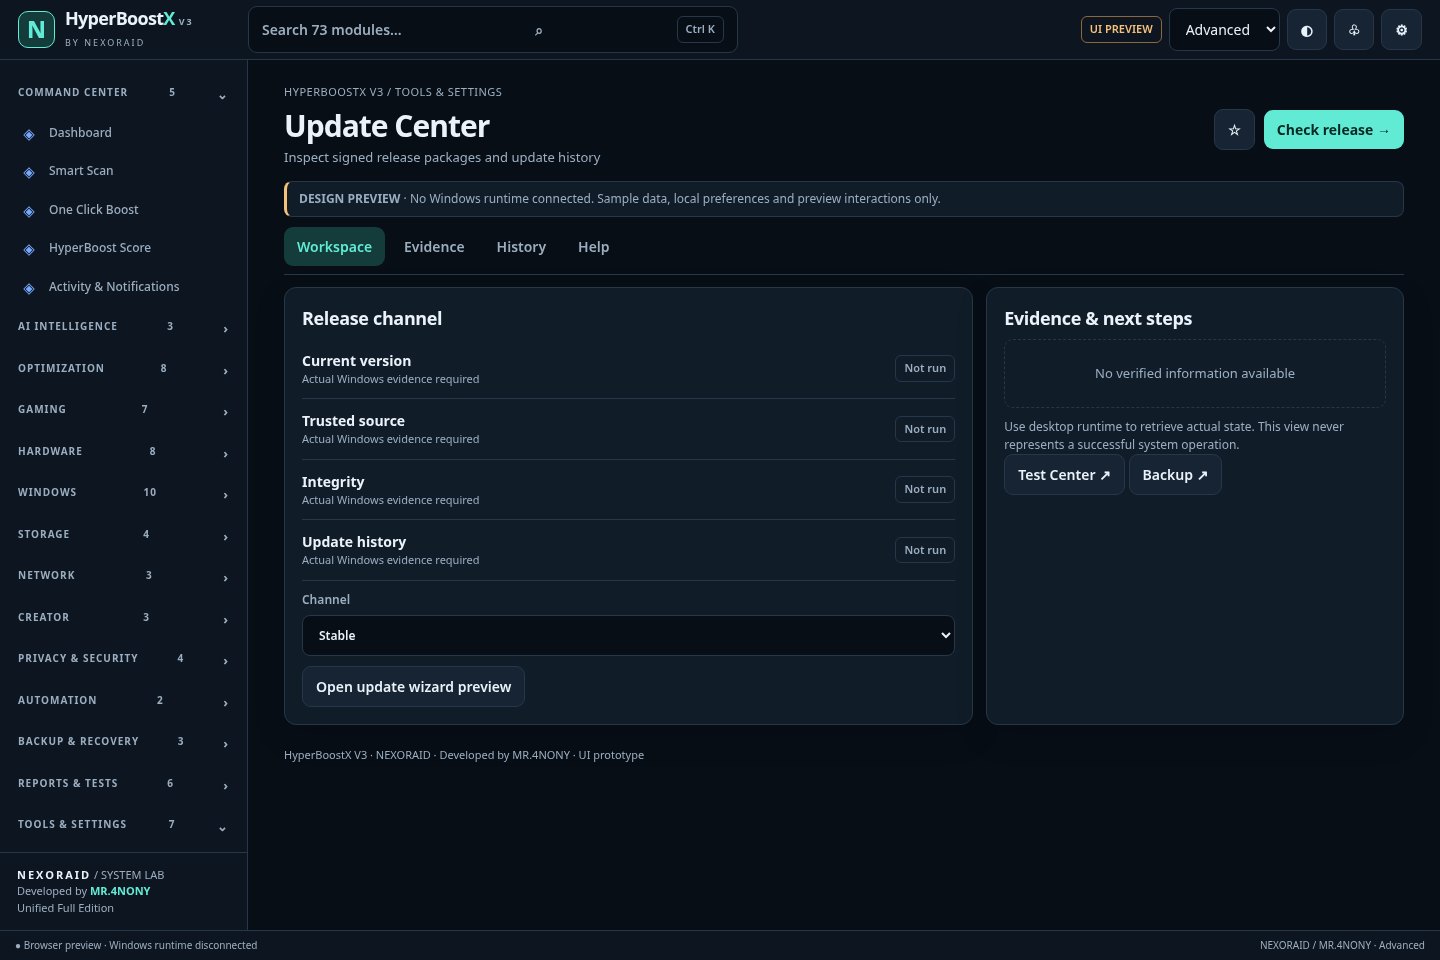 N
HyperBoostX V3
BY NEXORAID
Search 73 modules...
Ctrl K
UI PREVIEW
Advanced
COMMAND CENTER 5
Dashboard
Smart Scan
One Click Boost
HyperBoost Score
Activity & Notifications
AI INTELLIGENCE 3
OPTIMIZATION 8
GAMING 7
HARDWARE 8
WINDOWS 10
STORAGE 4
NETWORK 3
CREATOR 3
PRIVACY & SECURITY 4
AUTOMATION 2
BACKUP & RECOVERY 3
REPORTS & TESTS 6
TOOLS & SETTINGS 7
NEXORAID / SYSTEM LAB
Developed by MR.4NONY
Unified Full Edition
HYPERBOOSTX V3 / TOOLS & SETTINGS
Update Center
Inspect signed release packages and update history
Check release →
DESIGN PREVIEW · No Windows runtime connected. Sample data, local preferences and preview interactions only.
Workspace Evidence History Help
Release channel
Current version
Actual Windows evidence required
Not run
Trusted source
Actual Windows evidence required
Not run
Integrity
Actual Windows evidence required
Not run
Update history
Actual Windows evidence required
Not run
Channel
Stable
Open update wizard preview
Evidence & next steps
No verified information available
Use desktop runtime to retrieve actual state. This view never
represents a successful system operation.
Test Center ↗ Backup ↗
HyperBoostX V3 · NEXORAID · Developed by MR.4NONY · UI prototype
● Browser preview · Windows runtime disconnected
NEXORAID / MR.4NONY · Advanced